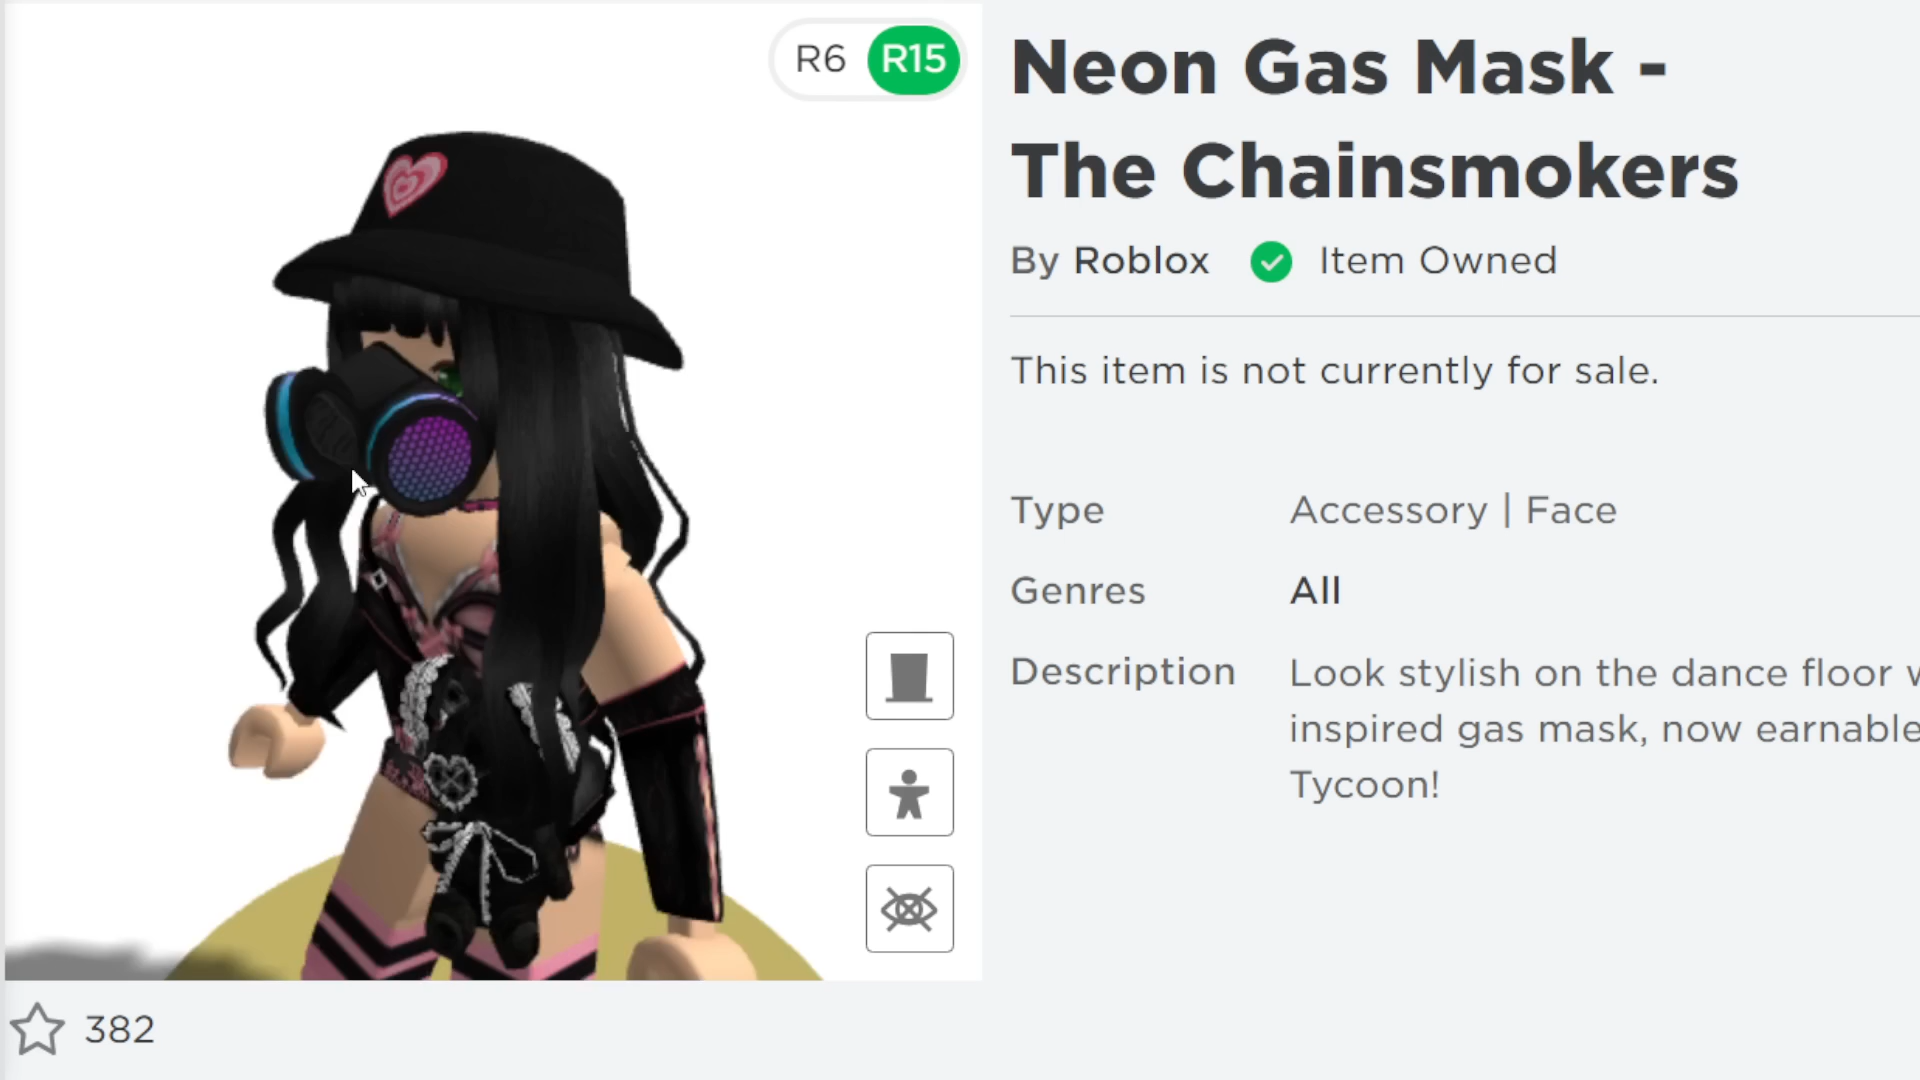 R6 R15
Neon Gas Mask -
The Chainsmokers
By Roblox Item Owned
This item is not currently for sale.
Type Accessory | Face
Genres All
Description Look stylish on the dance floor
inspired gas mask, now earnable
Tycoon!
382